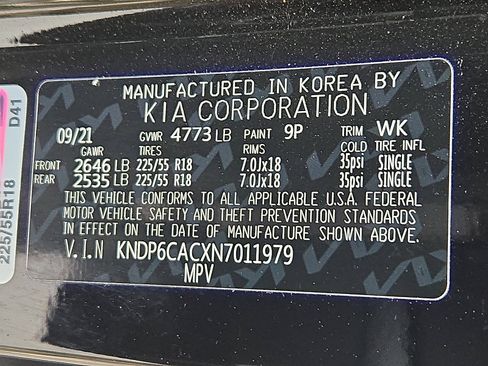 MANUFACTURED IN KOREA BY
KIA CORPORATION
09/21 GVWR 4773 LB PAINT 9P TRIM WK
GAWR TIRES RIMS COLD TIRE INFL
FRONT 2646 LB 225/55 R18 7.0Jx18 35psi SINGLE
REAR 2535 LB 225/55 R18 7.0Jx18 35psi SINGLE
THIS VEHICLE CONFORMS TO ALL APPLICABLE U.S.A. FEDERAL
MOTOR VEHICLE SAFETY AND THEFT PREVENTION STANDARDS
IN EFFECT ON THE DATE OF MANUFACTURE SHOWN ABOVE.
V.I.N KNDP6CACXN7011979
MPV
225/55R18
D41